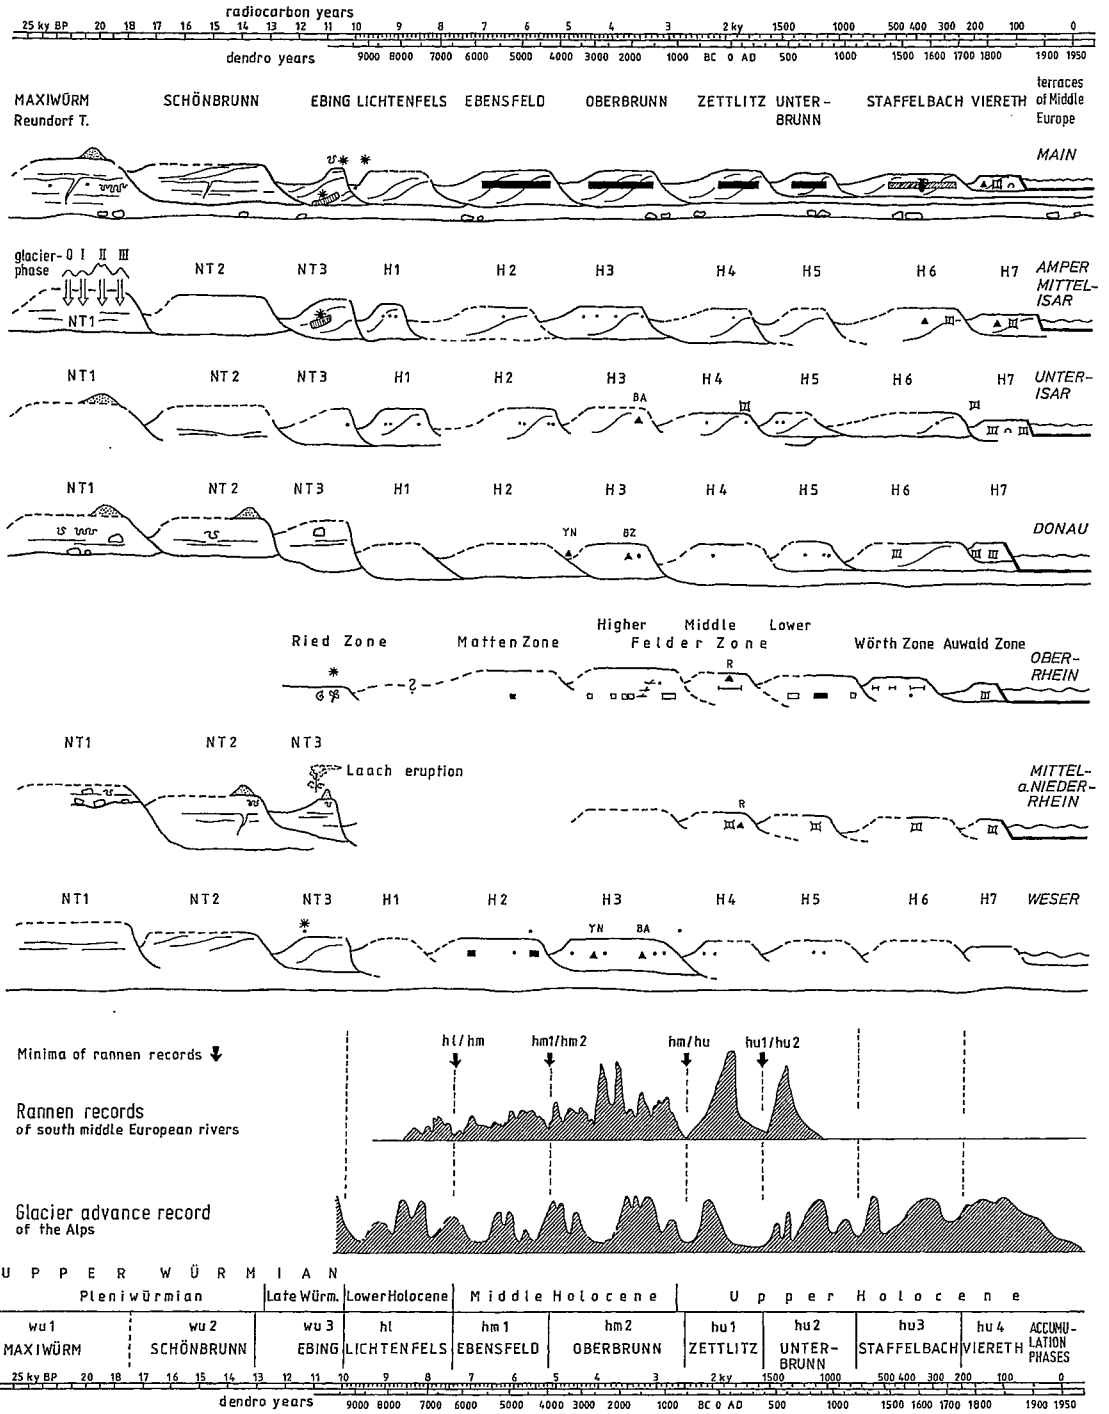 radiocarbon years
25 ky BP 20 19 18 17 16 15 14 13 12 11 10 9 8 7 6 5 4 3 2 ky 1500 1000 500 400 300 200 100 0
dendro years 9000 8000 7000 6000 5000 4000 3000 2000 1000 BC 0 AD 500 1000 1400 1600 1700 1800 1900 1950
MAXIWÜRM SCHÖNBRUNN EBING LICHTENFELS EBENSFELD OBERBRUNN ZETTLITZ UNTER- STAFFELBACH VIERETH terraces
Reundorf T. BRUNN of Middle
Europe
MAIN
glacier- 0 I II III
phase NT2 NT3 H1 H2 H3 H4 H5 H6 H7 AMPER
MITTEL-
ISAR
NT1
NT1 NT2 NT3 H1 H2 H3 H4 H5 H6 H7 UNTER-
ISAR
BA
NT1 NT2 NT3 H1 H2 H3 H4 H5 H6 H7
YN BZ DONAU
Higher Middle Lower
Ried Zone Matten Zone Felder Zone Wörth Zone Auwald Zone
OBER-
RHEIN
R
?
NT1 NT2 NT3
Laach eruption
MITTEL-
a.NIEDER-
RHEIN
R
NT1 NT2 NT3 H1 H2 H3 H4 H5 H6 H7 WESER
YN BA
hl/hm hm1/hm2 hm/hu hu1/hu2
Minima of rannen records
Rannen records
of south middle European rivers
Glacier advance record
of the Alps
UPPER WÜRMIAN
Pleniwürmian Late Würm. Lower Holocene Middle Holocene Upper Holocene
wu1 wu2 wu3 hl hm1 hm2 hu1 hu2 hu3 hu4 ACCUMU-
LATION
PHASES
MAXIWÜRM SCHÖNBRUNN EBING LICHTENFELS EBENSFELD OBERBRUNN ZETTLITZ UNTER-
BRUNN STAFFELBACH VIERETH
25 ky BP 20 19 18 17 16 15 14 13 12 11 10 9 8 7 6 5 4 3 2 ky 1500 1000 500 400 300 200 100 0
dendro years 9000 8000 7000 6000 5000 4000 3000 2000 1000 BC 0 AD 500 1000 1400 1600 1700 1800 1900 1950